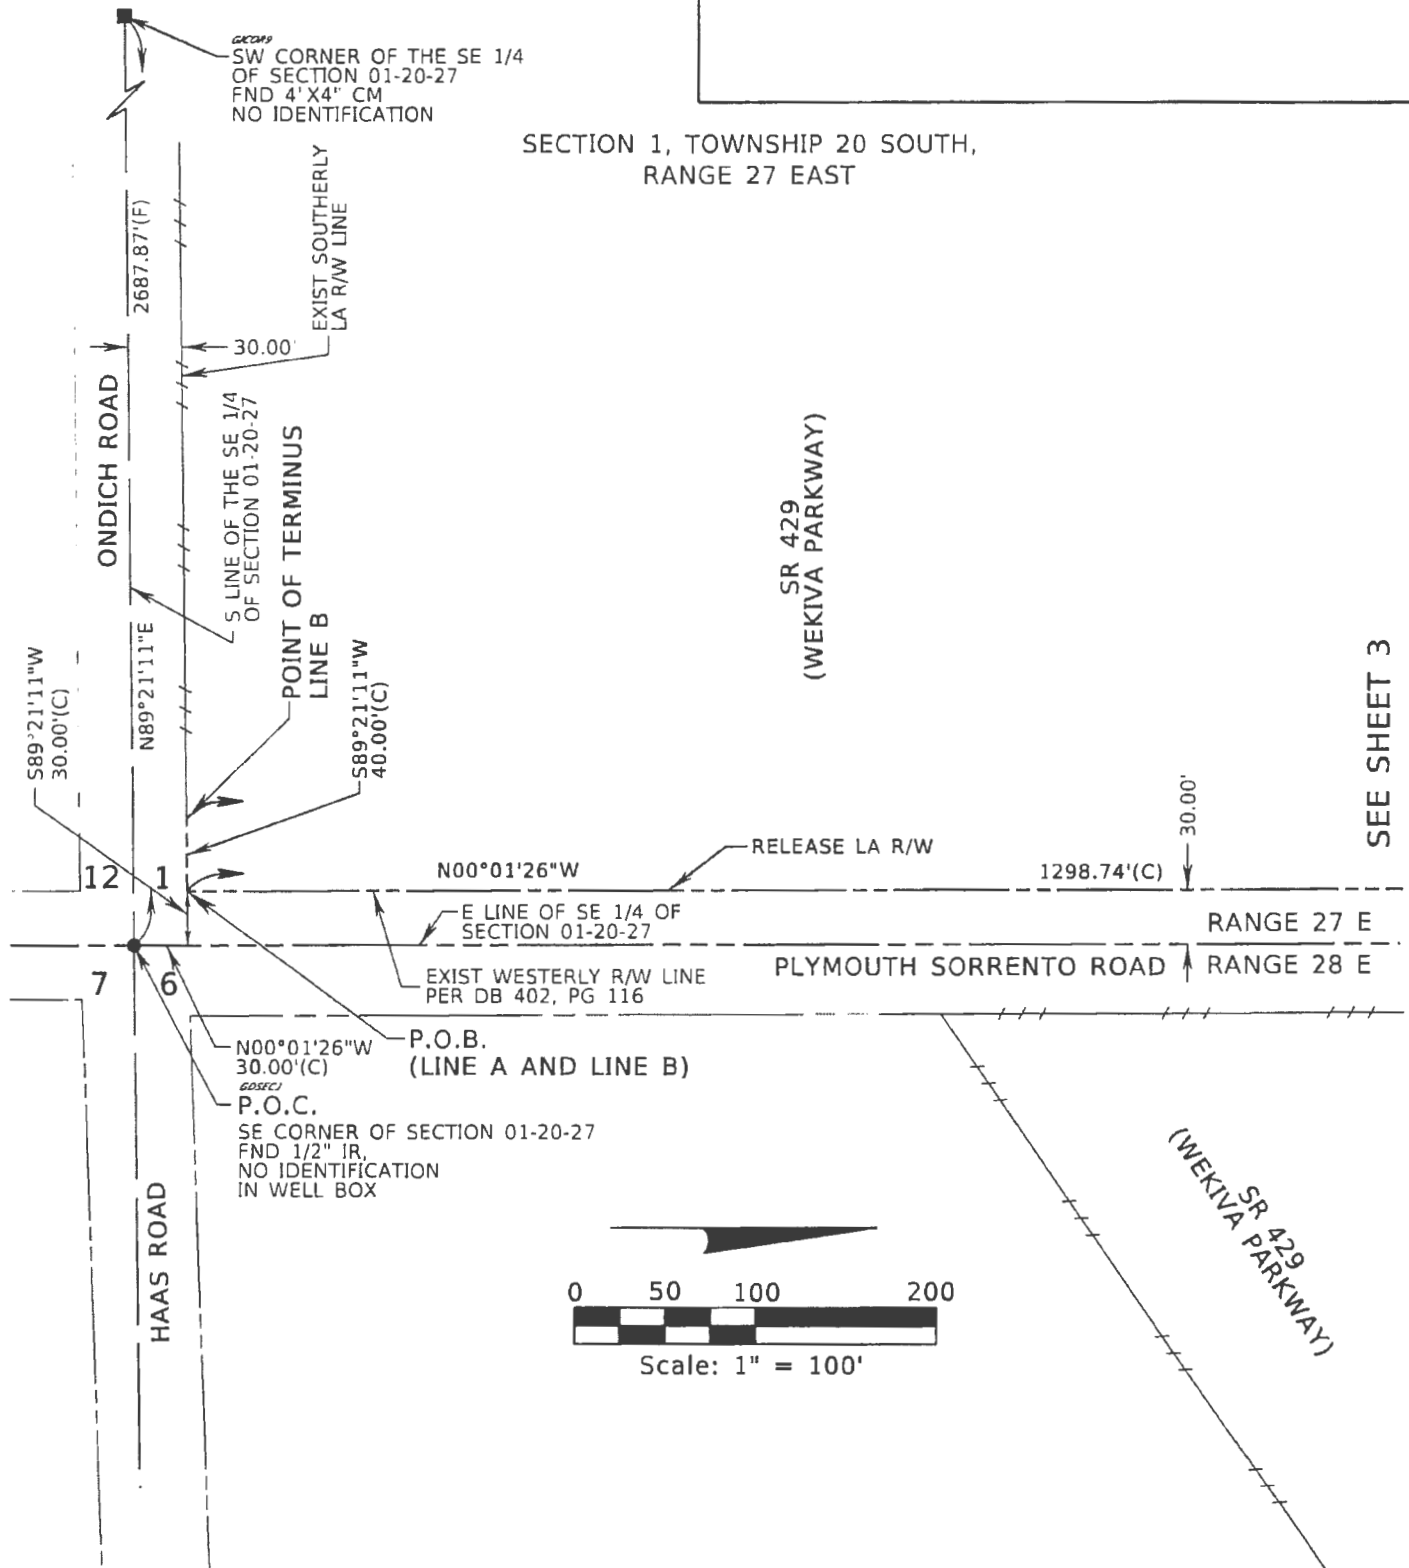 GJCOR9
SW CORNER OF THE SE 1/4
OF SECTION 01-20-27
FND 4"X4" CM
NO IDENTIFICATION
SECTION 1, TOWNSHIP 20 SOUTH,
RANGE 27 EAST
2687.87'(F)
EXIST SOUTHERLY
LA R/W LINE
30.00'
ONDICH ROAD
S LINE OF THE SE 1/4
OF SECTION 01-20-27
POINT OF TERMINUS
LINE B
SR 429
(WEKIVA PARKWAY)
N89°21'11"E
S89°21'11"W
30.00'(C)
S89°21'11"W
40.00'(C)
SEE SHEET 3
30.00'
RELEASE LA R/W
12
1
N00°01'26"W
1298.74'(C)
E LINE OF SE 1/4 OF
SECTION 01-20-27
RANGE 27 E
7
6
EXIST WESTERLY R/W LINE
PER DB 402, PG 116
PLYMOUTH SORRENTO ROAD
RANGE 28 E
N00°01'26"W
30.00'(C)
P.O.B.
(LINE A AND LINE B)
GDSECJ
P.O.C.
SE CORNER OF SECTION 01-20-27
FND 1/2" IR,
NO IDENTIFICATION
IN WELL BOX
HAAS ROAD
SR 429
(WEKIVA PARKWAY)
0 50 100 200
Scale: 1" = 100'